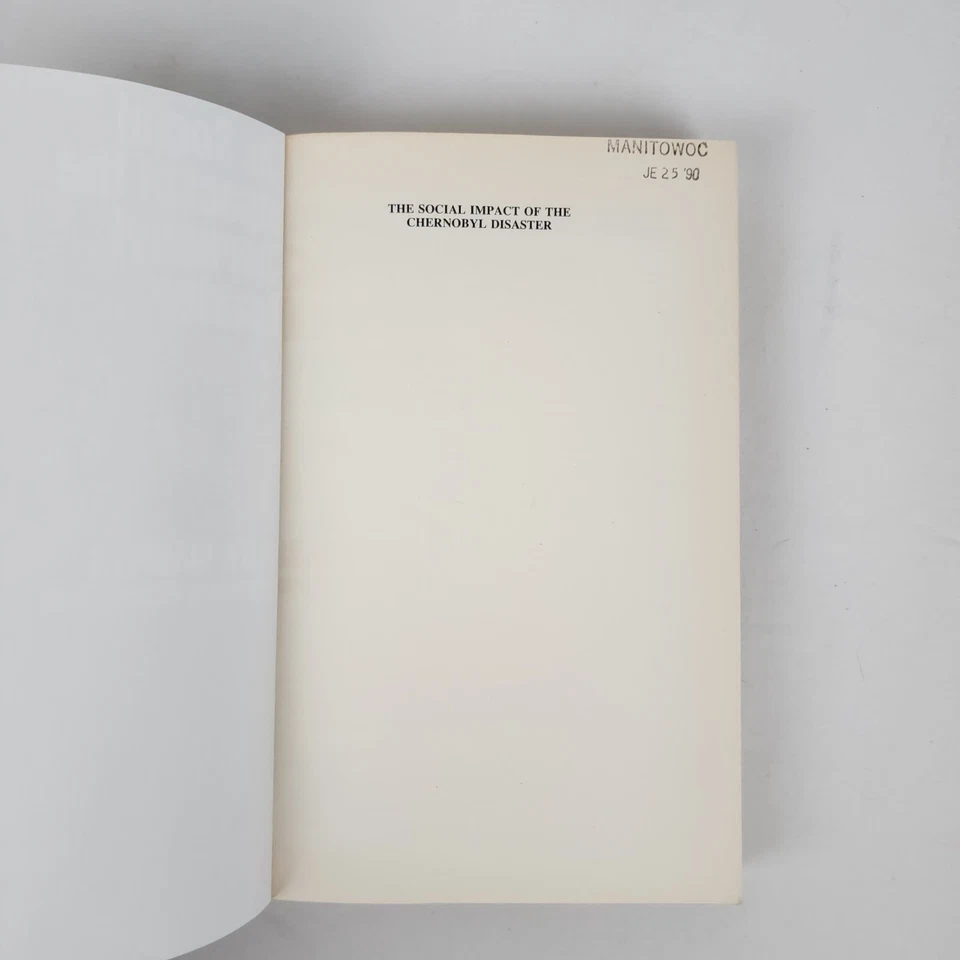 MANITOWOC
JE 25 '90
THE SOCIAL IMPACT OF THE
CHERNOBYL DISASTER